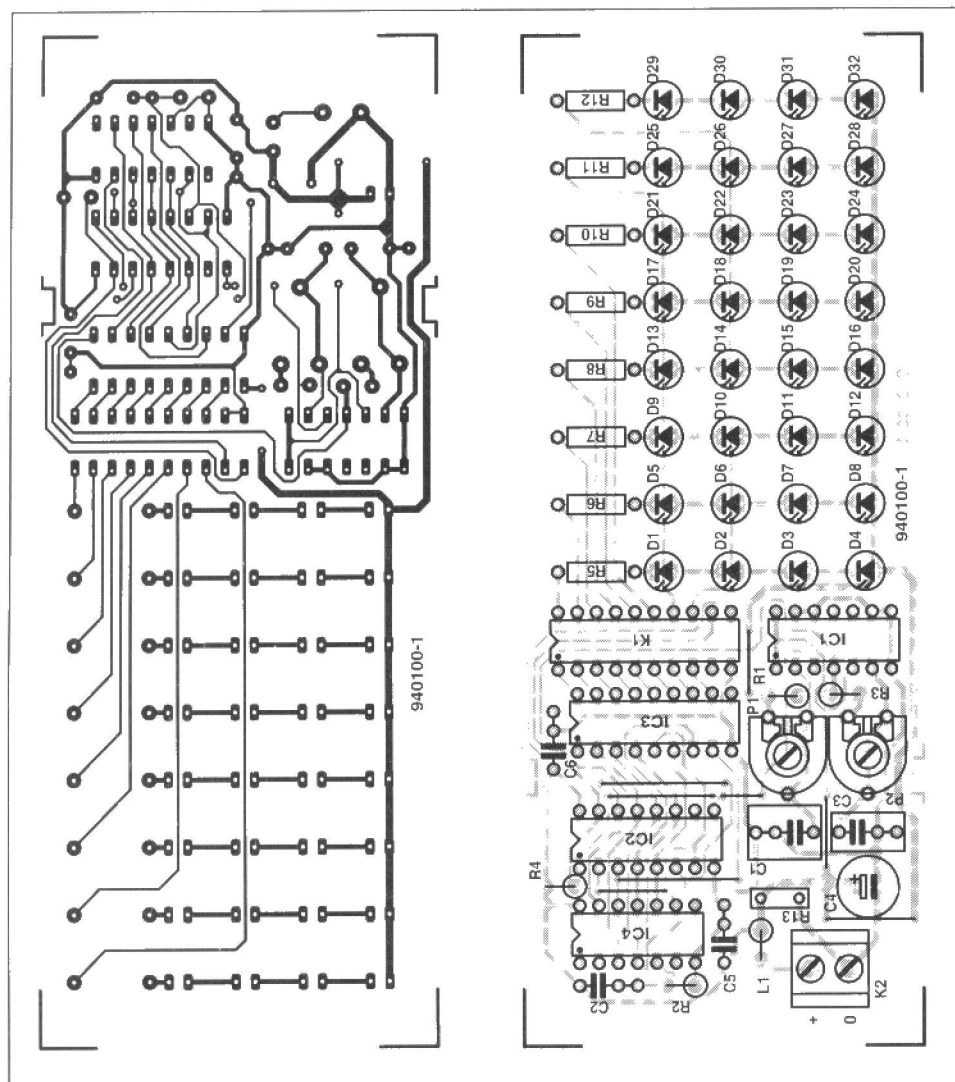 940100-1
D29 D30 D31 D32
R12
D25 D26 D27 D28
R11
D21 D22 D23 D24
R10
D17 D18 D19 D20
R9
D13 D14 D15 D16
R8
D9 D10 D11 D12
R7
D5 D6 D7 D8
R6
940100-1
D1 D2 D3 D4
R5
K1
IC1
R1
R3
P1
IC3
C6
P2
C3
IC2
C1
R4
C4
R13
IC4
C5
L1
K2
C2
R2
+
0